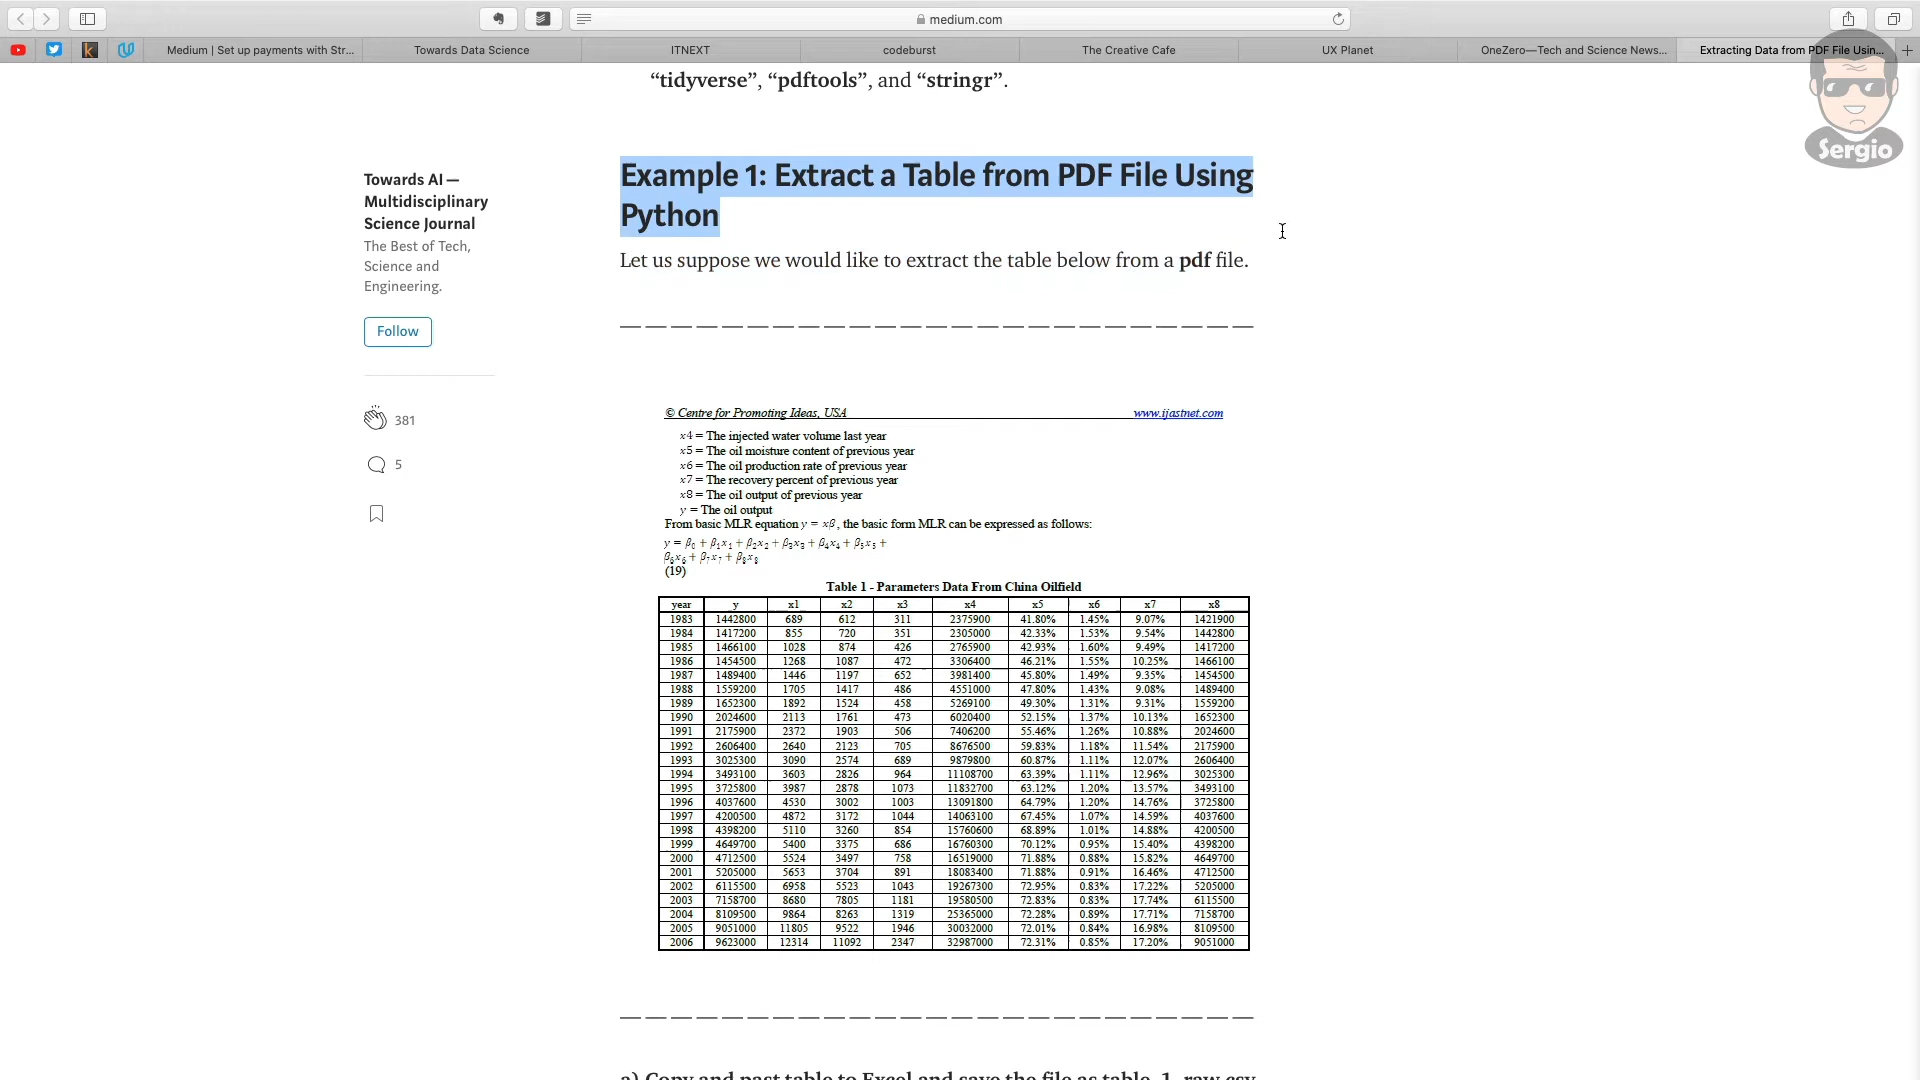 medium.com
Medium | Set up payments with Str...
Towards Data Science
ITNEXT
codeburst
The Creative Cafe
UX Planet
OneZero—Tech and Science News...
Extracting Data from PDF File Usin...
Sergio
“tidyverse”, “pdftools”, and “stringr”.
Towards AI —
Multidisciplinary
Science Journal
The Best of Tech,
Science and
Engineering.
Follow
381
5
Example 1: Extract a Table from PDF File Using
Python
Let us suppose we would like to extract the table below from a pdf file.
© Centre for Promoting Ideas, USA www.ijastnet.com
x4 = The injected water volume last year
x5 = The oil moisture content of previous year
x6 = The oil production rate of previous year
x7 = The recovery percent of previous year
x8 = The oil output of previous year
y = The oil output
From basic MLR equation y = xβ, the basic form MLR can be expressed as follows:
y = β₀ + β₁x₁ + β₂x₂ + β₃x₃ + β₄x₄ + β₅x₅ +
β₆x₆ + β₇x₇ + β₈x₈
(19)
Table 1 - Parameters Data From China Oilfield
year y x1 x2 x3 x4 x5 x6 x7 x8
1983 1442800 689 612 311 2375900 41.80% 1.45% 9.07% 1421900
1984 1417200 855 720 351 2305000 42.33% 1.53% 9.54% 1442800
1985 1466100 1028 874 426 2765900 42.93% 1.60% 9.49% 1417200
1986 1454500 1268 1087 472 3306400 46.21% 1.55% 10.25% 1466100
1987 1489400 1446 1197 652 3981400 45.80% 1.49% 9.35% 1454500
1988 1559200 1705 1417 486 4551000 47.80% 1.43% 9.08% 1489400
1989 1652300 1892 1524 458 5269100 49.30% 1.31% 9.31% 1559200
1990 2024600 2113 1761 473 6020400 52.15% 1.37% 10.13% 1652300
1991 2175900 2372 1903 506 7406200 55.46% 1.26% 10.88% 2024600
1992 2606400 2640 2123 705 8676500 59.83% 1.18% 11.54% 2175900
1993 3025300 3090 2574 689 9879800 60.87% 1.11% 12.07% 2606400
1994 3493100 3603 2826 964 11108700 63.39% 1.11% 12.96% 3025300
1995 3725800 3987 2878 1073 11832700 63.12% 1.20% 13.57% 3493100
1996 4037600 4530 3002 1003 13091800 64.79% 1.20% 14.76% 3725800
1997 4200500 4872 3172 1044 14063100 67.45% 1.07% 14.59% 4037600
1998 4398200 5110 3260 854 15760600 68.89% 1.01% 14.88% 4200500
1999 4649700 5400 3375 686 16760300 70.12% 0.95% 15.40% 4398200
2000 4712500 5524 3497 758 16519000 71.88% 0.88% 15.82% 4649700
2001 5205000 5653 3704 891 18083400 71.88% 0.91% 16.46% 4712500
2002 6115500 6958 5523 1043 19267300 72.95% 0.83% 17.22% 5205000
2003 7158700 8680 7805 1181 19580500 72.83% 0.83% 17.74% 6115500
2004 8109500 9864 8263 1319 25365000 72.28% 0.89% 17.71% 7158700
2005 9051000 11805 9522 1946 30032000 72.01% 0.84% 16.98% 8109500
2006 9623000 12314 11092 2347 32987000 72.31% 0.85% 17.20% 9051000
a) Copy and past table to Excel and save the file as table_1_raw.csv